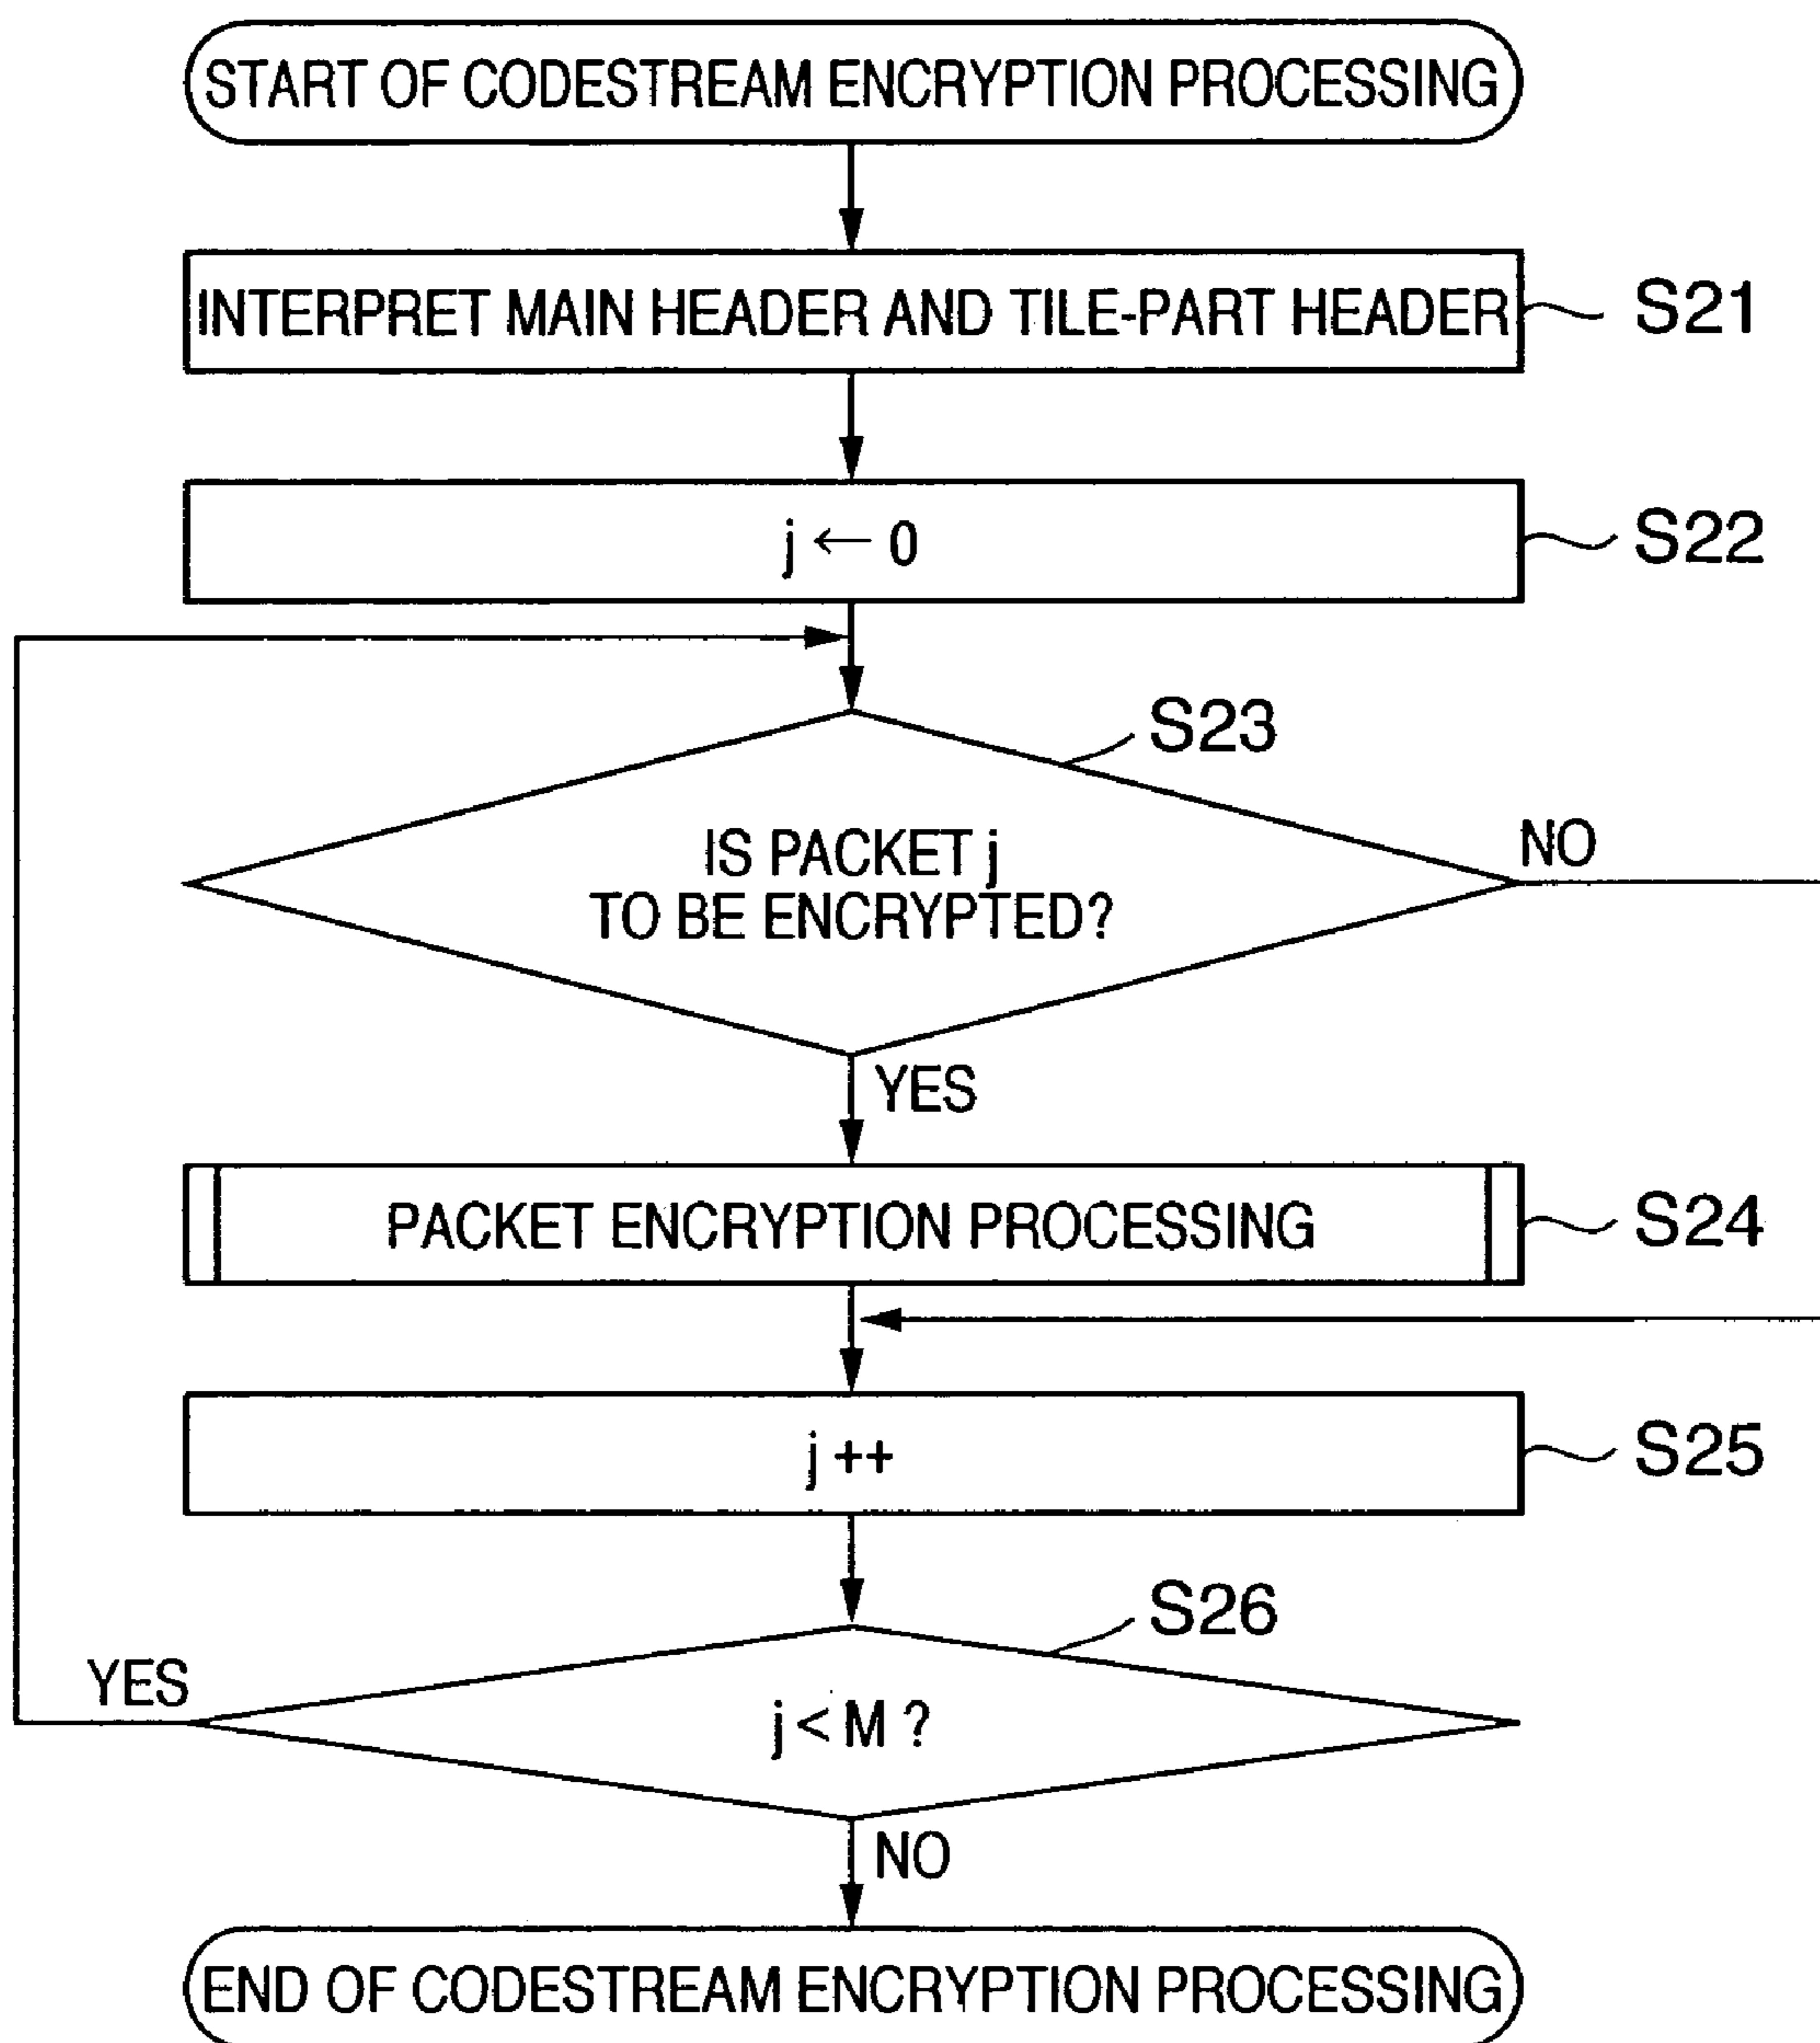 START OF CODESTREAM ENCRYPTION PROCESSING
INTERPRET MAIN HEADER AND TILE-PART HEADER
S21
j ← 0
S22
S23
IS PACKET j
TO BE ENCRYPTED?
NO
YES
PACKET ENCRYPTION PROCESSING
S24
j ++
S25
S26
YES
j < M ?
NO
END OF CODESTREAM ENCRYPTION PROCESSING